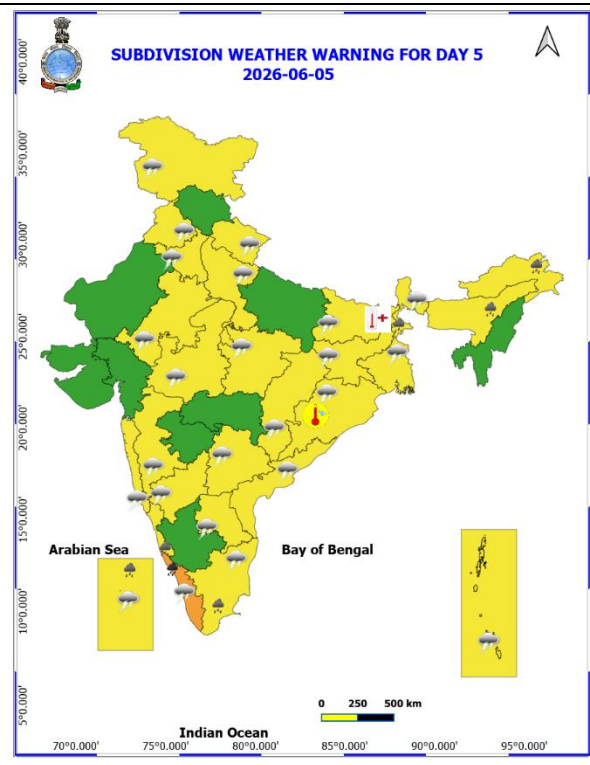 SUBDIVISION WEATHER WARNING FOR DAY 5
2026-06-05
40°0.000'
35°0.000'
30°0.000'
25°0.000'
20°0.000'
15°0.000'
10°0.000'
5°0.000'
Arabian Sea
Bay of Bengal
0 250 500 km
Indian Ocean
70°0.000' 75°0.000' 80°0.000' 85°0.000' 90°0.000' 95°0.000'